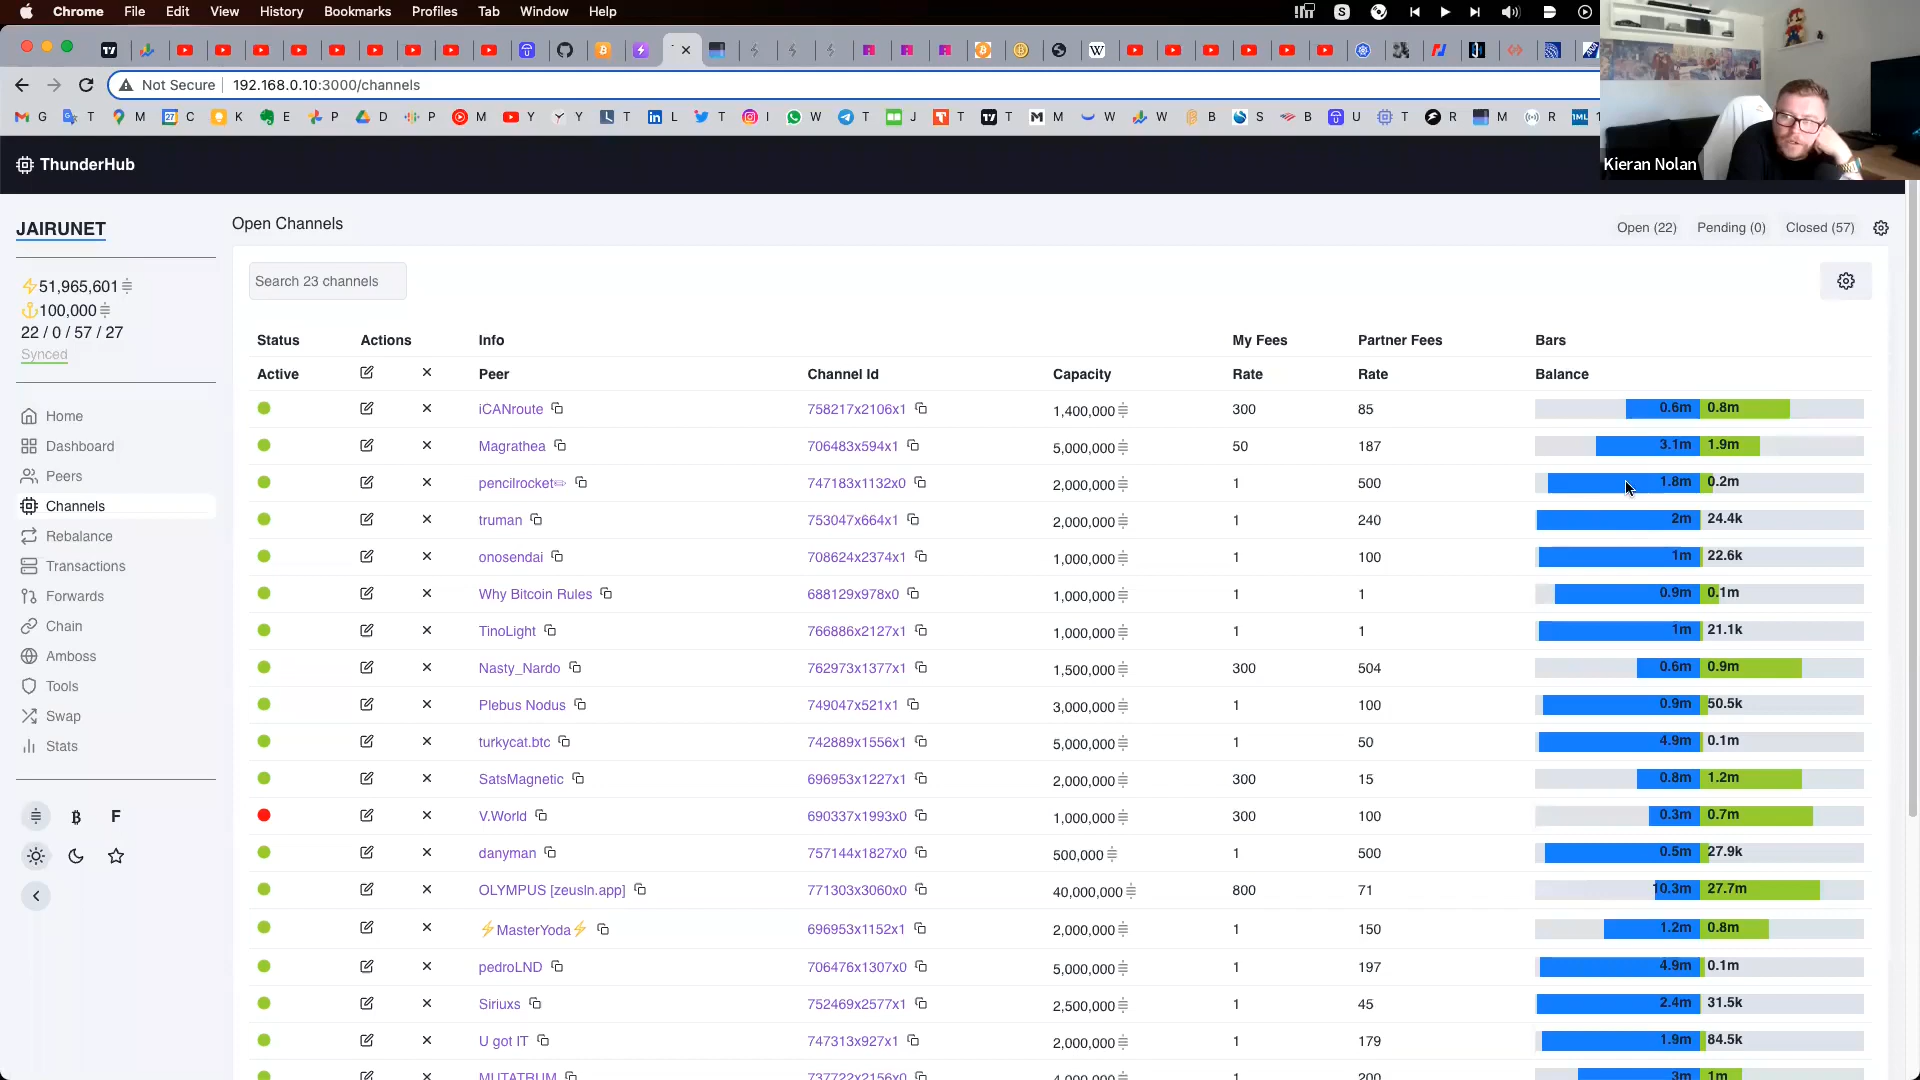 Chrome File Edit View History Bookmarks Profiles Tab Window Help
Not Secure 192.168.0.10:3000/channels
G T M C K E P D P M Y Y T L T I W T J T T M W W B S B U T R M R
Kieran Nolan
ThunderHub
JAIRUNET
51,965,601
100,000
22 / 0 / 57 / 27
Synced
Home
Dashboard
Peers
Channels
Rebalance
Transactions
Forwards
Chain
Amboss
Tools
Swap
Stats
F
Open Channels Open (22) Pending (0) Closed (57)
Search 23 channels
Status Actions Info My Fees Partner Fees Bars
Active Peer Channel Id Capacity Rate Rate Balance
iCANroute 758217x2106x1 1,400,000 300 85 0.6m 0.8m
Magrathea 706483x594x1 5,000,000 50 187 3.1m 1.9m
pencilrocket✏ 747183x1132x0 2,000,000 1 500 1.8m 0.2m
truman 753047x664x1 2,000,000 1 240 2m 24.4k
onosendai 708624x2374x1 1,000,000 1 100 1m 22.6k
Why Bitcoin Rules 688129x978x0 1,000,000 1 1 0.9m 0.1m
TinoLight 766886x2127x1 1,000,000 1 1 1m 21.1k
Nasty_Nardo 762973x1377x1 1,500,000 300 504 0.6m 0.9m
Plebus Nodus 749047x521x1 3,000,000 1 100 0.9m 50.5k
turkycat.btc 742889x1556x1 5,000,000 1 50 4.9m 0.1m
SatsMagnetic 696953x1227x1 2,000,000 300 15 0.8m 1.2m
V.World 690337x1993x0 1,000,000 300 100 0.3m 0.7m
danyman 757144x1827x0 500,000 1 500 0.5m 27.9k
OLYMPUS [zeusln.app] 771303x3060x0 40,000,000 800 71 10.3m 27.7m
⚡MasterYoda⚡ 696953x1152x1 2,000,000 1 150 1.2m 0.8m
pedroLND 706476x1307x0 5,000,000 1 197 4.9m 0.1m
Siriuxs 752469x2577x1 2,500,000 1 45 2.4m 31.5k
U got IT 747313x927x1 2,000,000 1 179 1.9m 84.5k
MUTATRUM 737722x2156x0 4,000,000 1 200 3m 1m